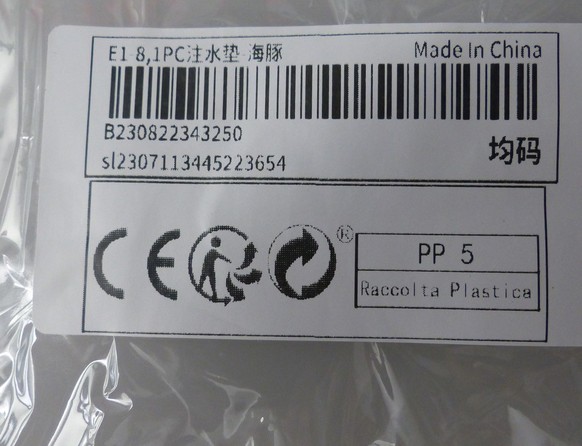 E1 8,1PC注水垫 海豚
Made In China
B230822343250
sl2307113445223654
均码
CE
®
PP 5
Raccolta Plastica